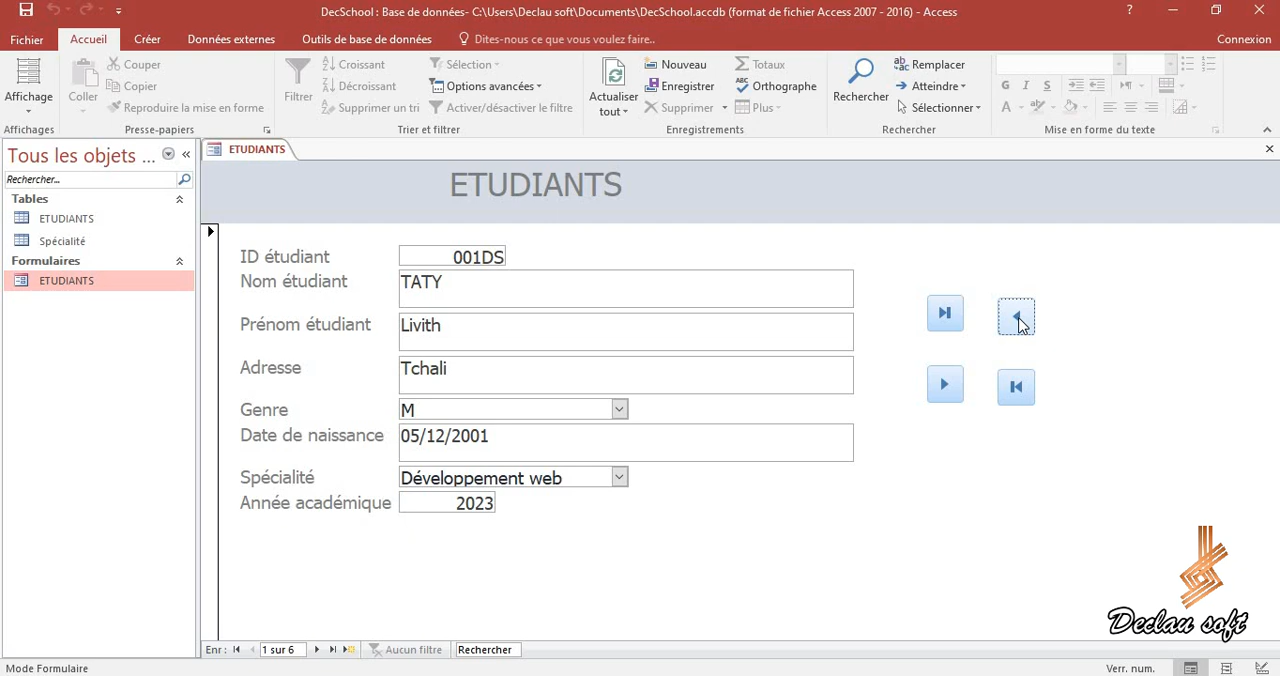 DecSchool : Base de données- C:\Users\Declau soft\Documents\DecSchool.accdb (format de fichier Access 2007 - 2016) - Access
Fichier
Accueil
Créer
Données externes
Outils de base de données
Dites-nous ce que vous voulez faire..
Connexion
Affichage
Affichages
Coller
Couper
Copier
Reproduire la mise en forme
Presse-papiers
Filtrer
Croissant
Décroissant
Supprimer un tri
Sélection
Options avancées
Activer/désactiver le filtre
Trier et filtrer
Actualiser
tout
Nouveau
Enregistrer
Supprimer
Totaux
Orthographe
Plus
Enregistrements
Rechercher
Remplacer
Atteindre
Sélectionner
Rechercher
G I S
A
Mise en forme du texte
Tous les objets ...
Rechercher...
Tables
ETUDIANTS
Spécialité
Formulaires
ETUDIANTS
ETUDIANTS
ETUDIANTS
ID étudiant 001DS
Nom étudiant TATY
Prénom étudiant Livith
Adresse Tchali
Genre M
Date de naissance 05/12/2001
Spécialité Développement web
Année académique 2023
Declau soft
Enr : 1 sur 6 Aucun filtre Rechercher
Mode Formulaire
Verr. num.